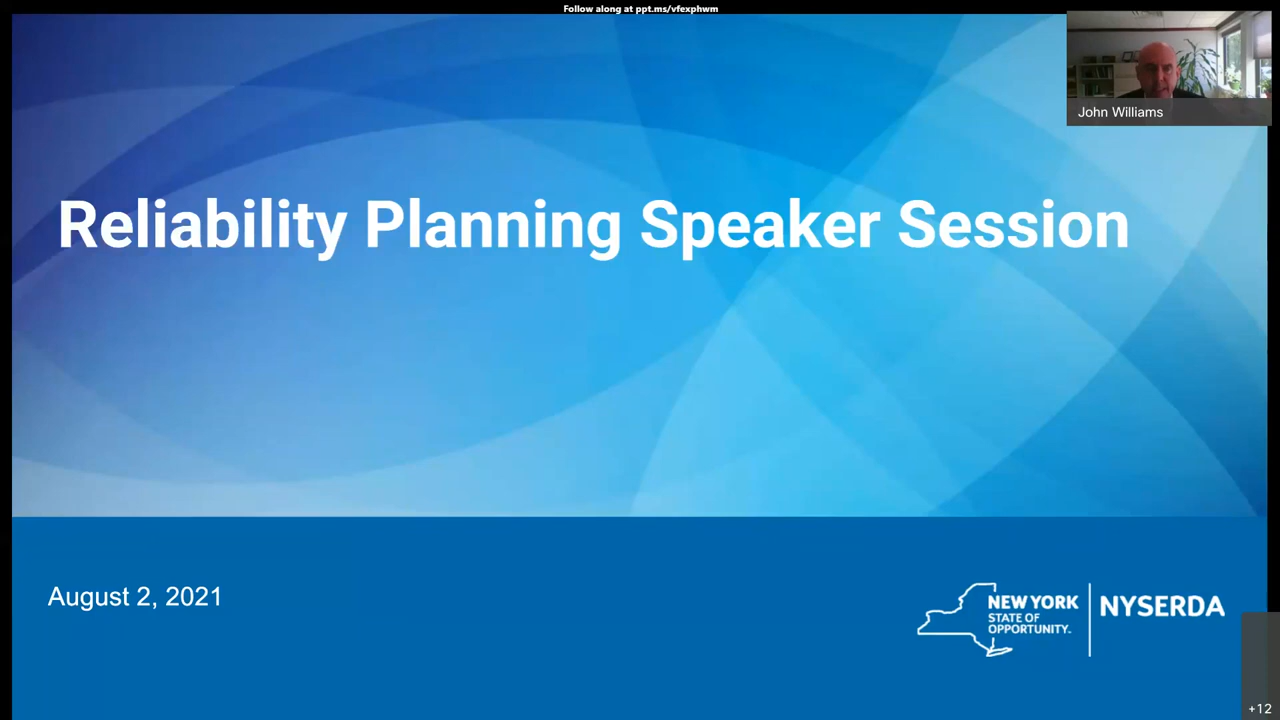 Follow along at ppt.ms/vfexphwm
John Williams
Reliability Planning Speaker Session
August 2, 2021
NEW YORK
STATE OF
OPPORTUNITY.
NYSERDA
+12